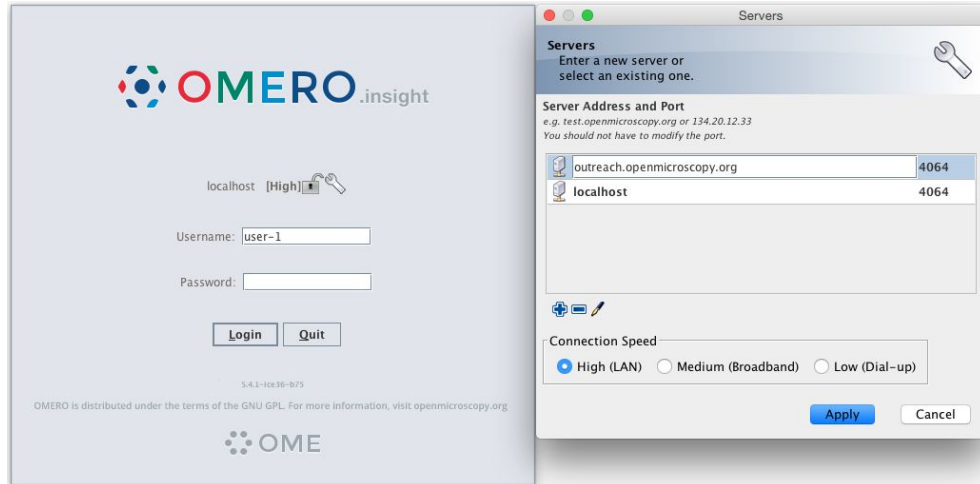 OMERO.insight
localhost [High]
Username: user-1
Password:
Login Quit
5.4.1-ice36-b75
OMERO is distributed under the terms of the GNU GPL. For more information, visit openmicroscopy.org
OME
Servers
Servers
Enter a new server or
select an existing one.
Server Address and Port
e.g. test.openmicroscopy.org or 134.20.12.33
You should not have to modify the port.
outreach.openmicroscopy.org 4064
localhost 4064
Connection Speed
High (LAN) Medium (Broadband) Low (Dial-up)
Apply Cancel